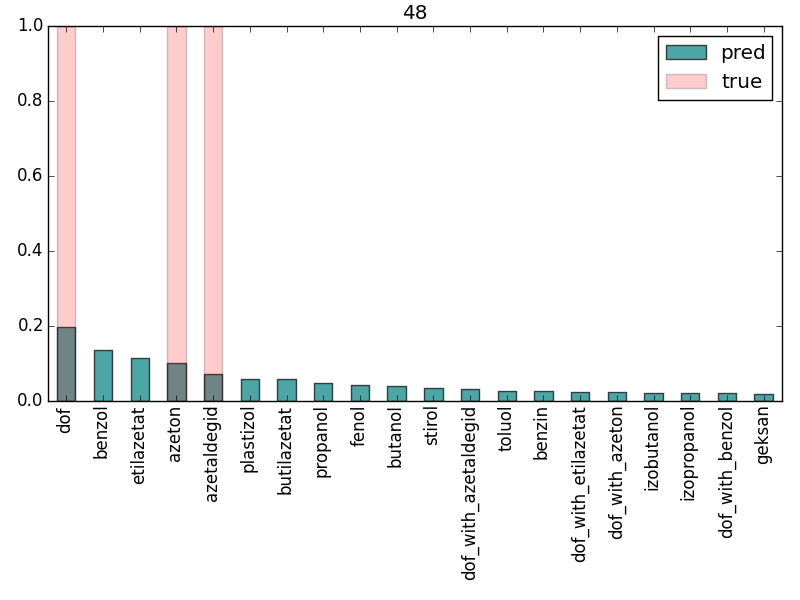 48
1.0
0.8
0.6
0.4
0.2
0.0
pred
true
dof
benzol
etilazetat
azeton
azetaldegid
plastizol
butilazetat
propanol
fenol
butanol
stirol
dof_with_azetaldegid
toluol
benzin
dof_with_etilazetat
dof_with_azeton
izobutanol
izopropanol
dof_with_benzol
geksan